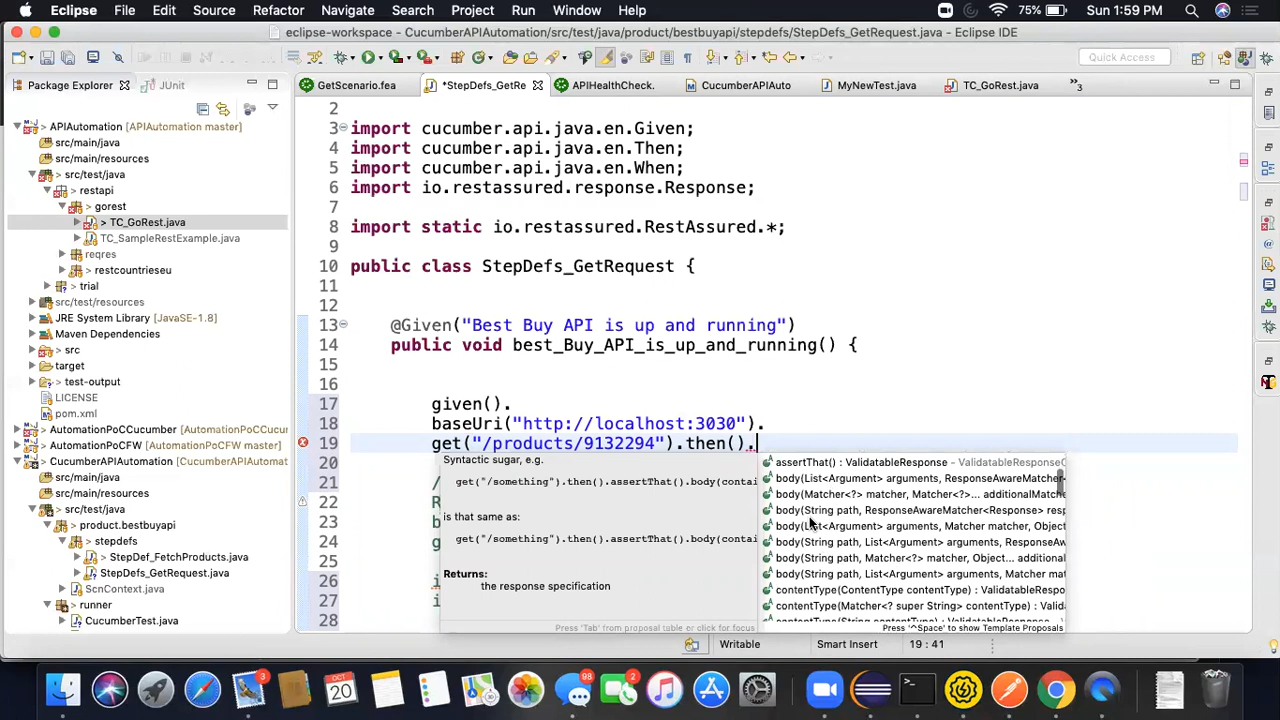 Eclipse File Edit Source Refactor Navigate Search Project Run Window Help 75% Sun 1:59 PM
eclipse-workspace - CucumberAPIAutomation/src/test/java/product/bestbuyapi/stepdefs/StepDefs_GetRequest.java - Eclipse IDE
Quick Access
Package Explorer JUnit
GetScenario.fea *StepDefs_GetRe APIHealthCheck. CucumberAPIAuto MyNewTest.java TC_GoRest.java »3
APIAutomation [APIAutomation master]
src/main/java
src/main/resources
> src/test/java
> restapi
> gorest
> TC_GoRest.java
TC_SampleRestExample.java
reqres
> restcountrieseu
> trial
src/test/resources
JRE System Library [JavaSE-1.8]
Maven Dependencies
> src
target
> test-output
LICENSE
pom.xml
AutomationPoCCucumber [AutomationPoCC
AutomationPoCFW [AutomationPoCFW mast
CucumberAPIAutomation [CucumberAPIAuto
src/main/java
src/main/resources
> src/test/java
> product.bestbuyapi
> stepdefs
> StepDef_FetchProducts.java
> StepDefs_GetRequest.java
ScnContext.java
> runner
CucumberTest.java
2
3 import cucumber.api.java.en.Given;
4 import cucumber.api.java.en.Then;
5 import cucumber.api.java.en.When;
6 import io.restassured.response.Response;
7
8 import static io.restassured.RestAssured.*;
9
10 public class StepDefs_GetRequest {
11
12
13 @Given("Best Buy API is up and running")
14 public void best_Buy_API_is_up_and_running() {
15
16
17 given().
18 baseUri("http://localhost:3030").
19 get("/products/9132294").then().
20
21
22
23
24
25
26
27
28
Syntactic sugar, e.g.
get("/something").then().assertThat().body(contai
is that same as:
get("/something").then().assertThat().body(contai
Returns:
the response specification
Press 'Tab' from proposal table or click for focus
assertThat() : ValidatableResponse - ValidatableResponseO
body(List<Argument> arguments, ResponseAwareMatcher
body(Matcher<?> matcher, Matcher<?>... additionalMatche
body(String path, ResponseAwareMatcher<Response> resp
body(List<Argument> arguments, Matcher matcher, Object
body(String path, List<Argument> arguments, ResponseAw
body(String path, Matcher<?> matcher, Object... additional
body(String path, List<Argument> arguments, Matcher mat
contentType(ContentType contentType) : ValidatableRespo
contentType(Matcher<? super String> contentType) : Valida
Press '^Space' to show Template Proposals
Writable Smart Insert 19 : 41
OCT 20 98 2 3